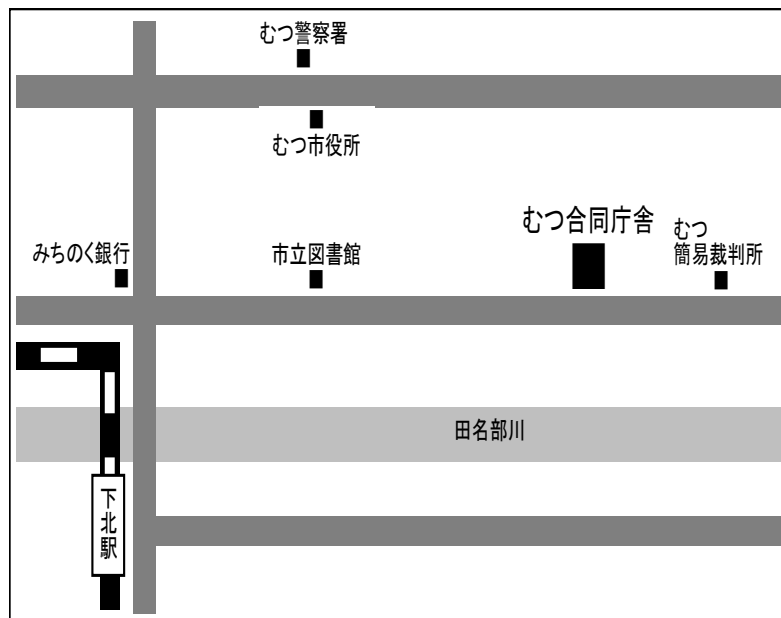 むつ警察署
むつ市役所
むつ合同庁舎
むつ
簡易裁判所
みちのく銀行
市立図書館
田名部川
下北駅